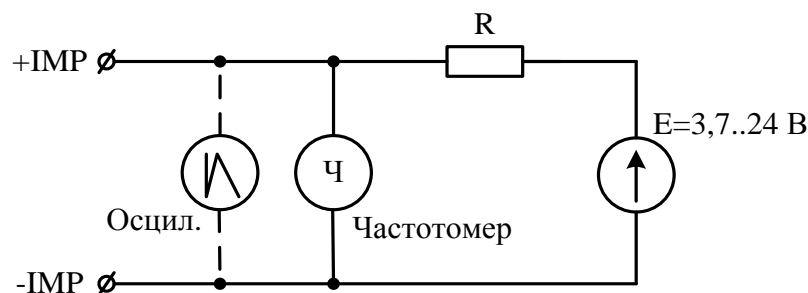 R
+IMP
E=3,7..24 В
Ч
Осцил.
Частотомер
-IMP